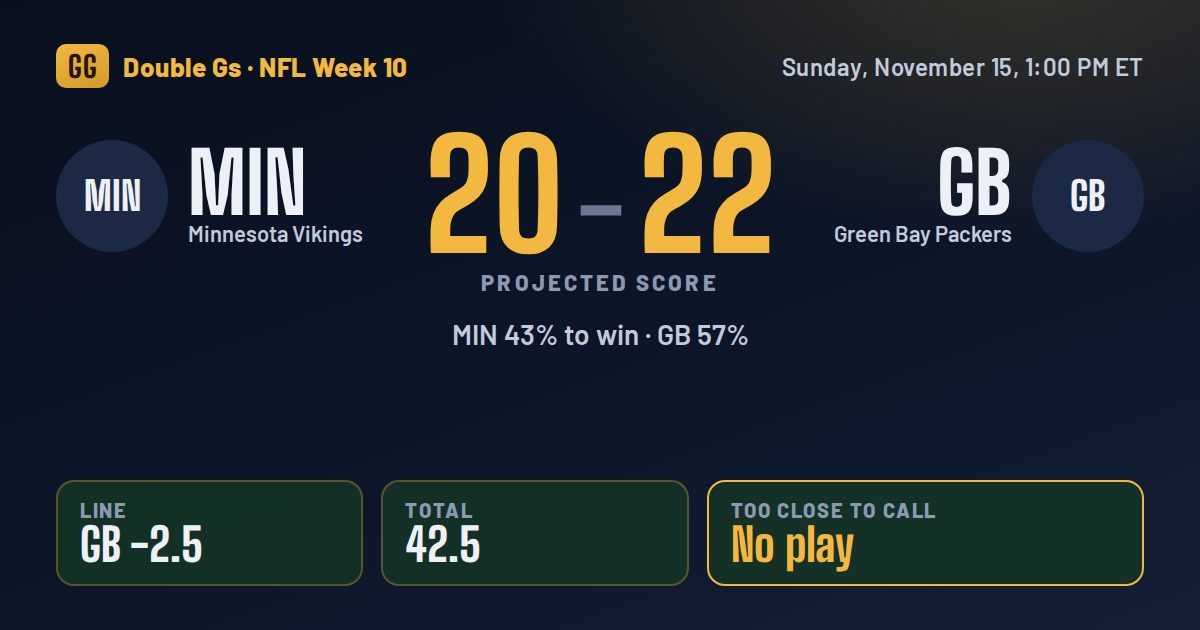 GG Double Gs · NFL Week 10
Sunday, November 15, 1:00 PM ET
MIN
MIN
Minnesota Vikings
20 – 22
PROJECTED SCORE
MIN 43% to win · GB 57%
GB
Green Bay Packers
GB
LINE
GB -2.5
TOTAL
42.5
TOO CLOSE TO CALL
No play